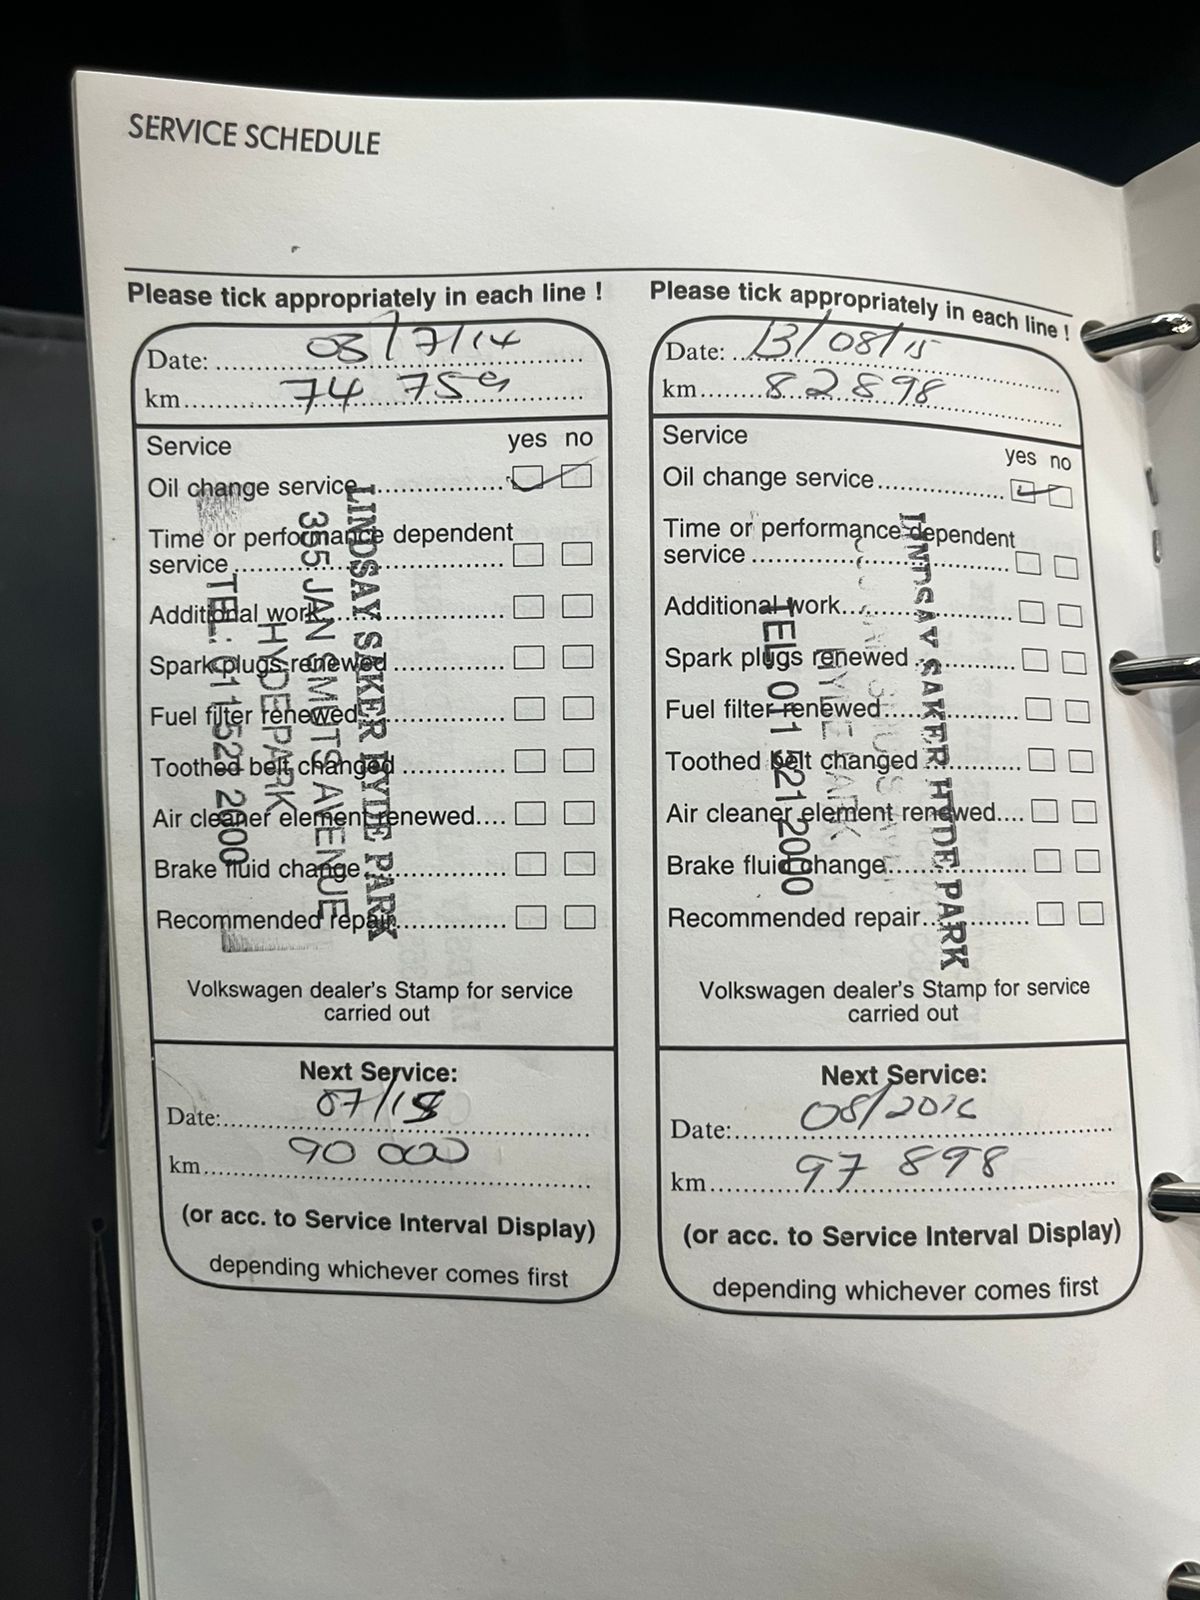 SERVICE SCHEDULE
Please tick appropriately in each line !
Date: 03/7/14
km 74 759
Service yes no
Oil change service
Time or performance dependent
service
Additional work
Spark plugs renewed
Fuel filter renewed
Toothed belt changed
Air cleaner element renewed....
Brake fluid change
Recommended repair
LINDSAY SAKER HYDE PARK
355 JAN SMUTS AVENUE
HYDE PARK
TEL: 011 521 2000
Volkswagen dealer's Stamp for service
carried out
Next Service:
Date: 07/15
km 90 000
(or acc. to Service Interval Display)
depending whichever comes first
Please tick appropriately in each line !
Date: 13/08/15
km 82 898
Service
yes no
Oil change service
Time or performance dependent
service
Additional work
Spark plugs renewed
Fuel filter renewed
Toothed belt changed
Air cleaner element renewed....
Brake fluid change
Recommended repair
LINDSAY SAKER HYDE PARK
TEL 011 521 2000
Volkswagen dealer's Stamp for service
carried out
Next Service:
Date: 08/2016
km 97 898
(or acc. to Service Interval Display)
depending whichever comes first